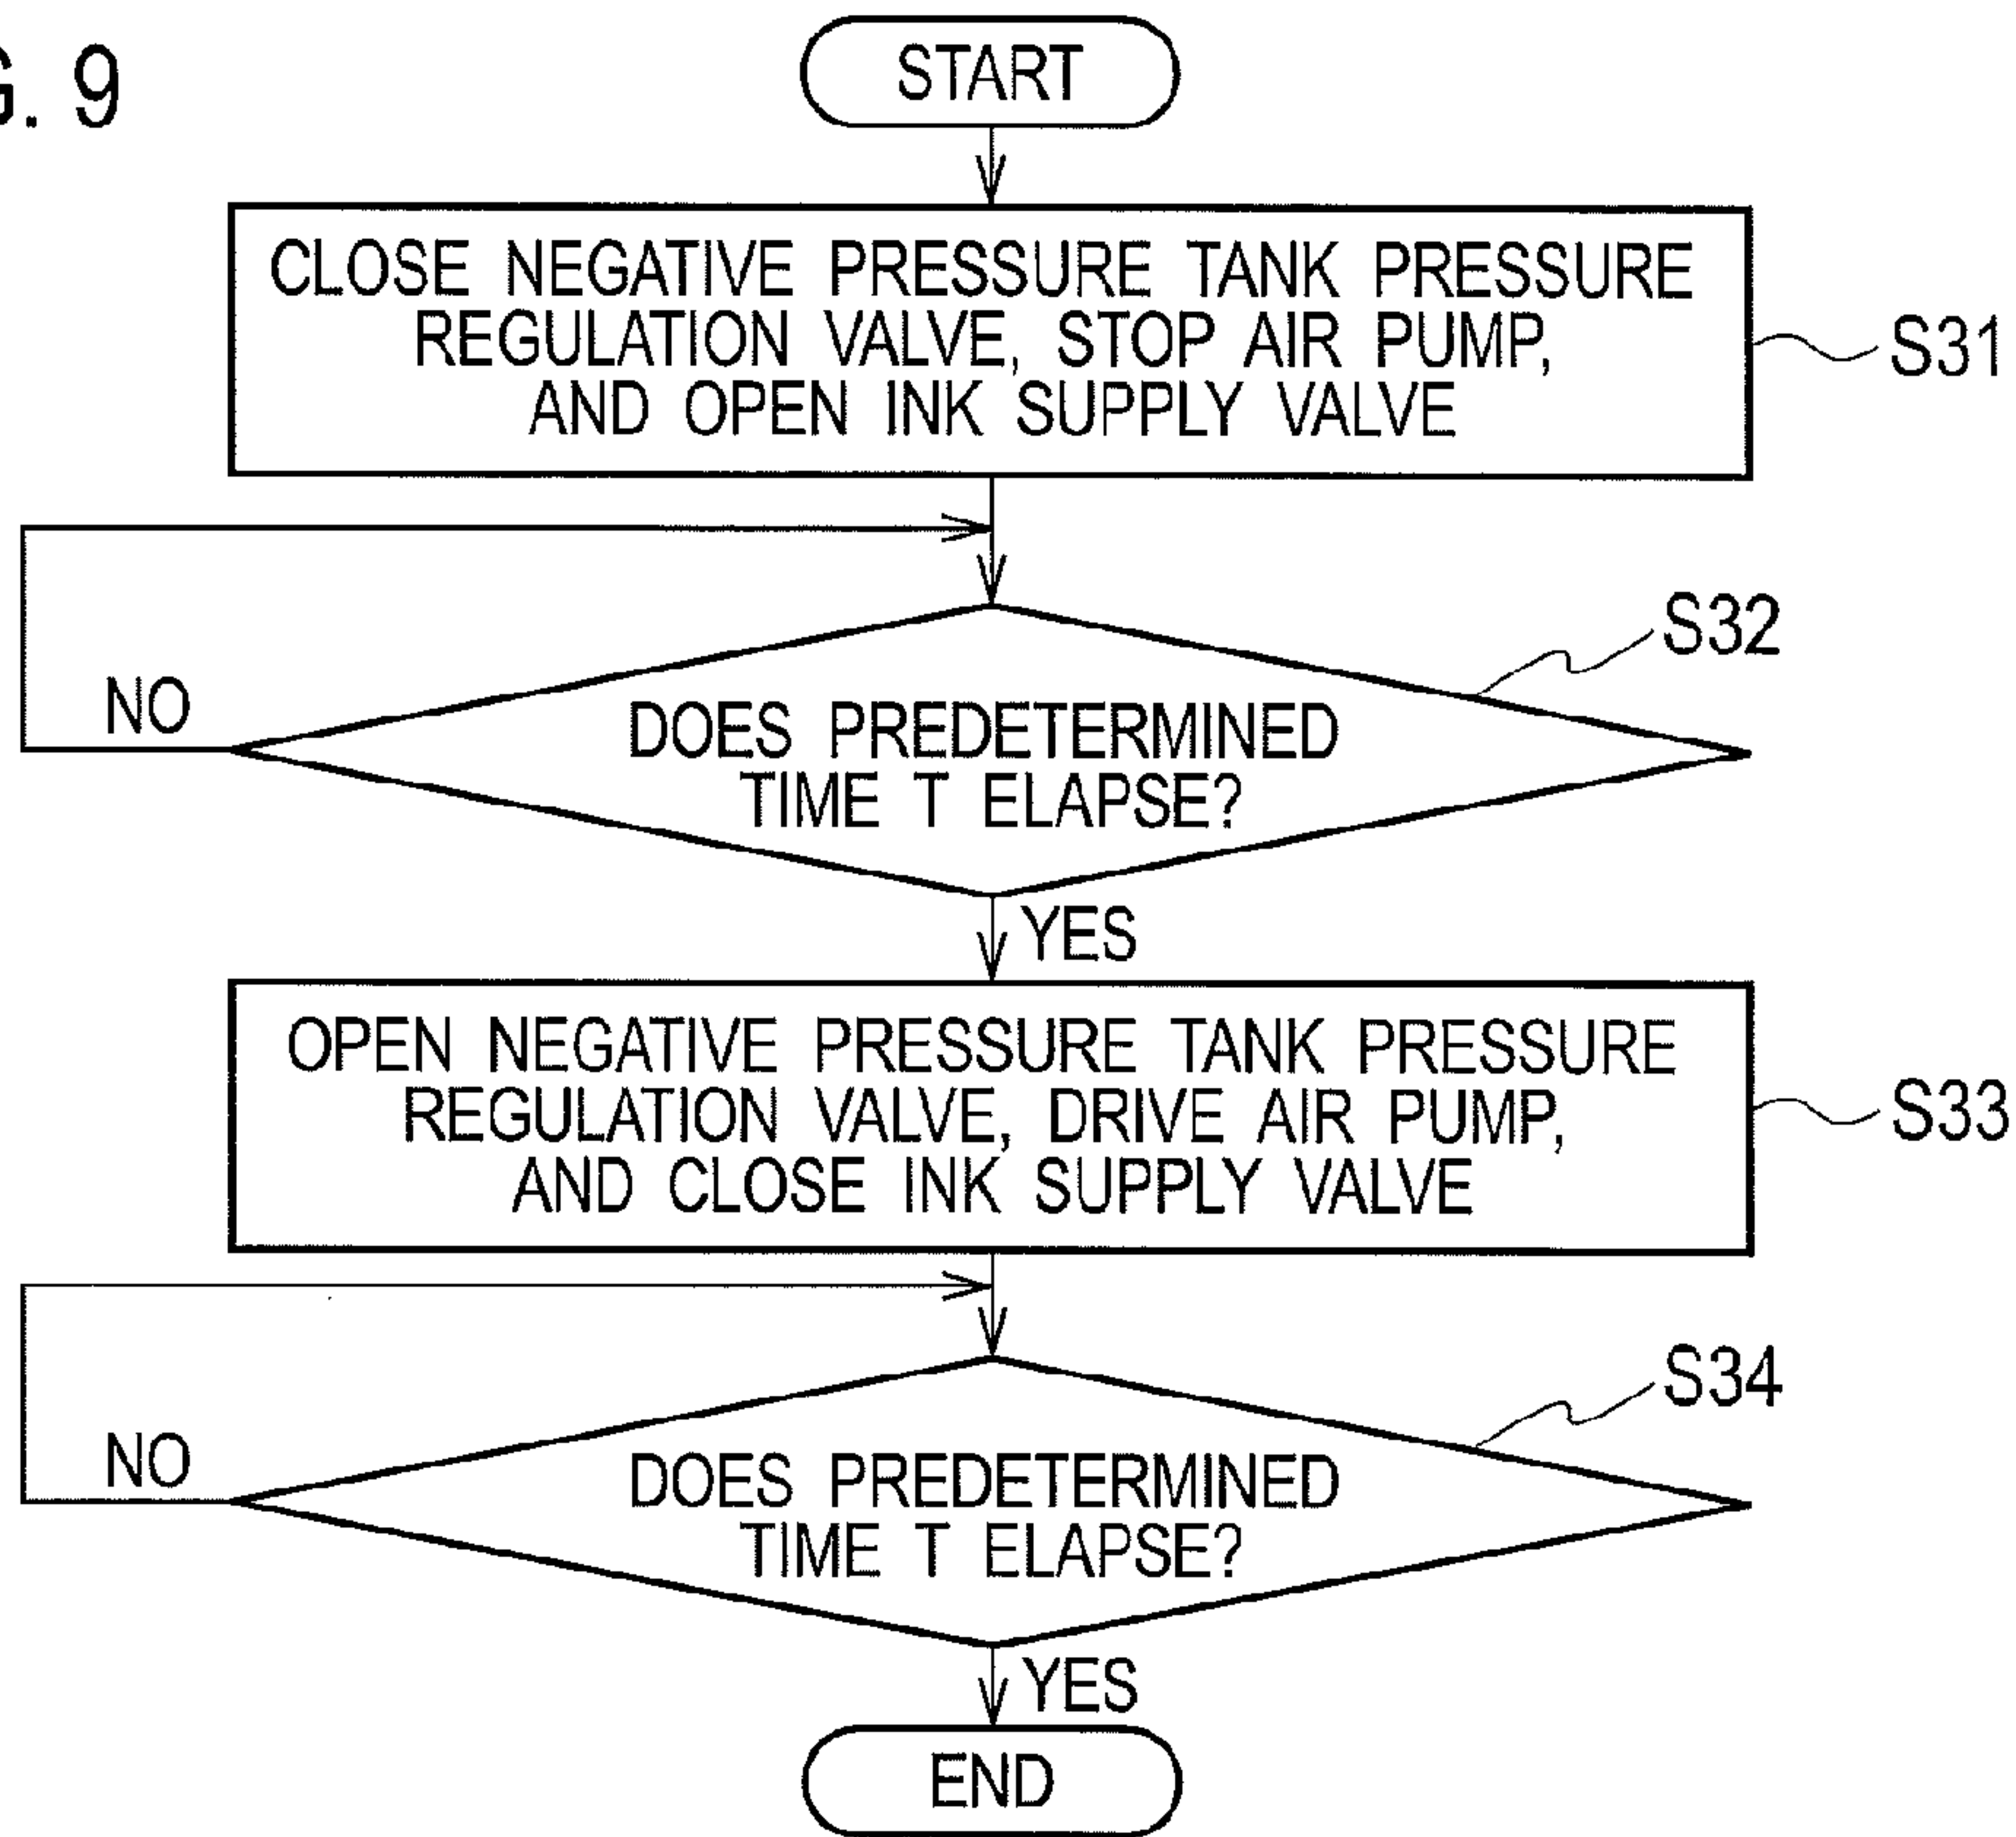 G. 9
START
CLOSE NEGATIVE PRESSURE TANK PRESSURE
REGULATION VALVE, STOP AIR PUMP,
AND OPEN INK SUPPLY VALVE
S31
S32
NO
DOES PREDETERMINED
TIME T ELAPSE?
YES
OPEN NEGATIVE PRESSURE TANK PRESSURE
REGULATION VALVE, DRIVE AIR PUMP,
AND CLOSE INK SUPPLY VALVE
S33
S34
NO
DOES PREDETERMINED
TIME T ELAPSE?
YES
END